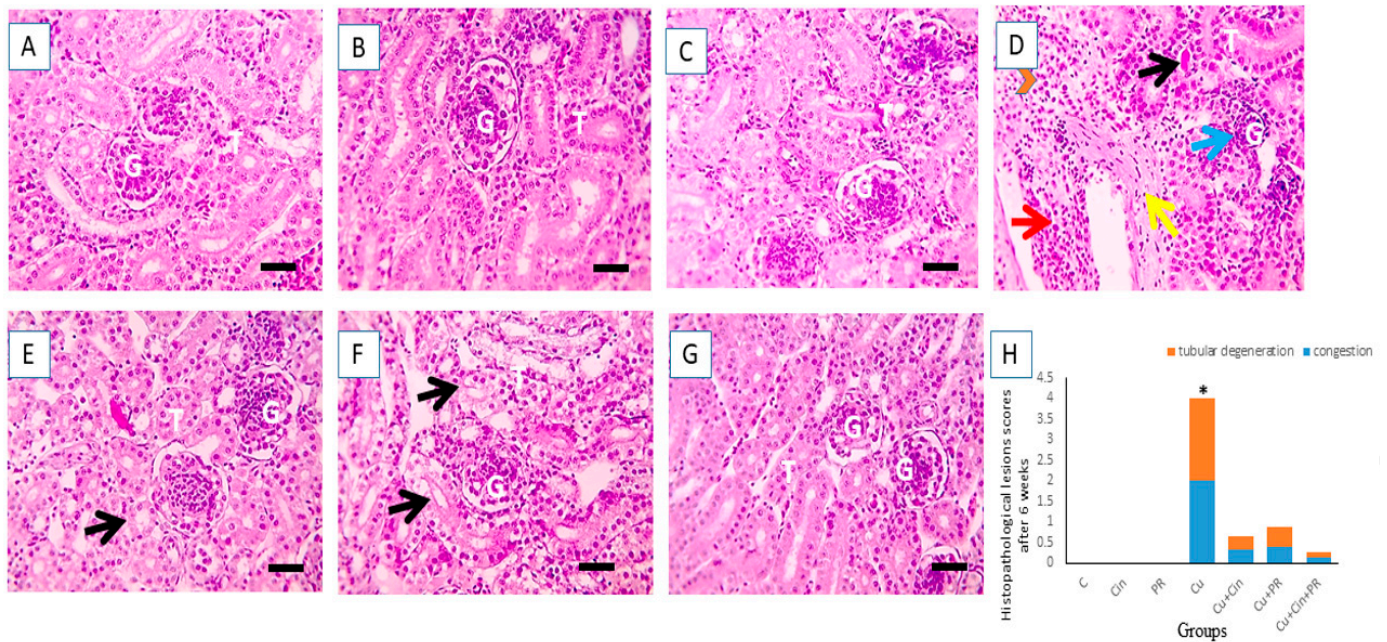 A
B
C
D
G
T
G
T
T
G
T
G
E
F
G
H
T
G
T
G
G
T
G
tubular degeneration
congestion
Histopathological lesions scores
after 6 weeks
4.5
4
3.5
3
2.5
2
1.5
1
0.5
0
*
C
Cin
PR
Cu
Cu+Cin
Cu+PR
Cu+Cin+PR
Groups